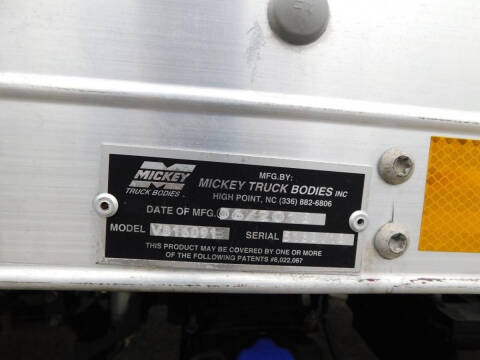 MICKEY
TRUCK BODIES
MFG.BY:
MICKEY TRUCK BODIES INC
HIGH POINT, NC (336) 882-6806
DATE OF MFG.
MODEL SERIAL
THIS PRODUCT MAY BE COVERED BY ONE OR MORE
OF THE FOLLOWING PATENTS #6,022,067